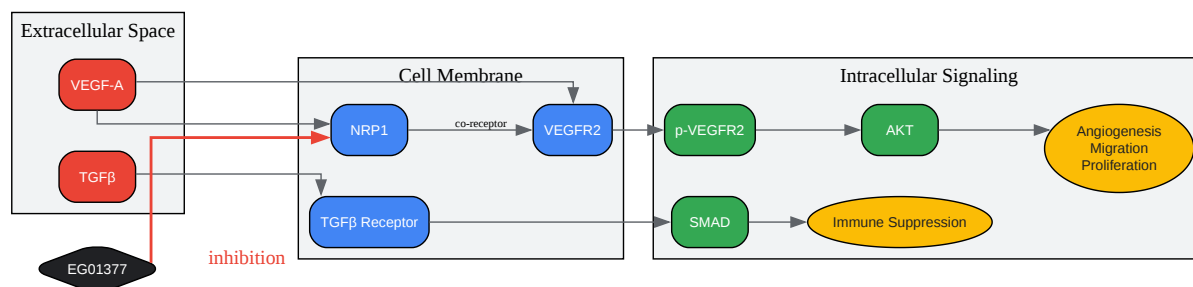 Extracellular Space
VEGF-A
TGFβ
EG01377
inhibition
Cell Membrane
NRP1
co-receptor
VEGFR2
TGFβ Receptor
Intracellular Signaling
p-VEGFR2
AKT
Angiogenesis
Migration
Proliferation
SMAD
Immune Suppression